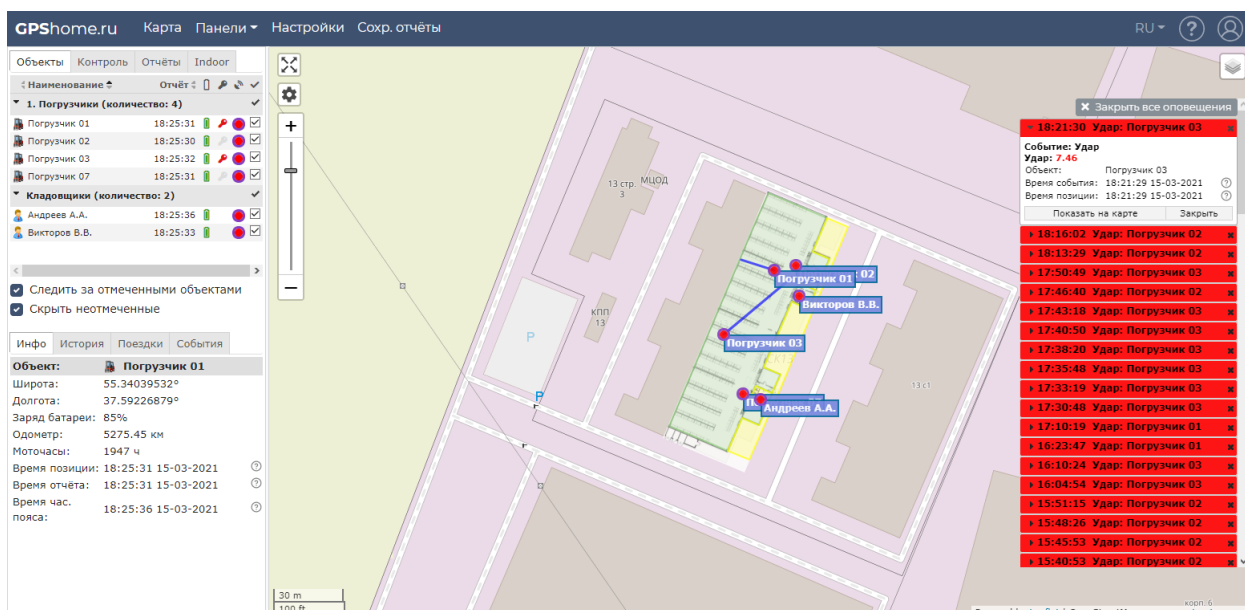 GPShome.ru Карта Панели Настройки Сохр. отчёты RU ?
Объекты Контроль Отчёты Indoor
Наименование Отчёт
1. Погрузчики (количество: 4)
Погрузчик 01 18:25:31
Погрузчик 02 18:25:30
Погрузчик 03 18:25:32
Погрузчик 07 18:25:31
Кладовщики (количество: 2)
Андреев А.А. 18:25:36
Викторов В.В. 18:25:33
Следить за отмеченными объектами
Скрыть неотмеченные
Инфо История Поездки События
Объект: Погрузчик 01
Широта: 55.34039532°
Долгота: 37.59226879°
Заряд батареи: 85%
Одометр: 5275.45 км
Моточасы: 1947 ч
Время позиции: 18:25:31 15-03-2021 ?
Время отчёта: 18:25:31 15-03-2021 ?
Время час. пояса: 18:25:36 15-03-2021 ?
+
−
13 стр. 3
МЦОД
КПП
13
P
P
Погрузчик 01
02
Викторов В.В.
Погрузчик 03
Андреев А.А.
13 с1
корп. 6
30 m
100 ft
Закрыть все оповещения
18:21:30 Удар: Погрузчик 03
Событие: Удар
Удар: 7.46
Объект: Погрузчик 03
Время события: 18:21:29 15-03-2021 ?
Время позиции: 18:21:29 15-03-2021 ?
Показать на карте Закрыть
18:16:02 Удар: Погрузчик 02
18:13:29 Удар: Погрузчик 02
17:50:49 Удар: Погрузчик 03
17:46:40 Удар: Погрузчик 02
17:43:18 Удар: Погрузчик 03
17:40:50 Удар: Погрузчик 03
17:38:20 Удар: Погрузчик 03
17:35:48 Удар: Погрузчик 03
17:33:19 Удар: Погрузчик 03
17:30:48 Удар: Погрузчик 03
17:10:19 Удар: Погрузчик 01
16:23:47 Удар: Погрузчик 01
16:10:24 Удар: Погрузчик 03
16:04:54 Удар: Погрузчик 03
15:51:15 Удар: Погрузчик 02
15:48:26 Удар: Погрузчик 02
15:45:53 Удар: Погрузчик 02
15:40:53 Удар: Погрузчик 02